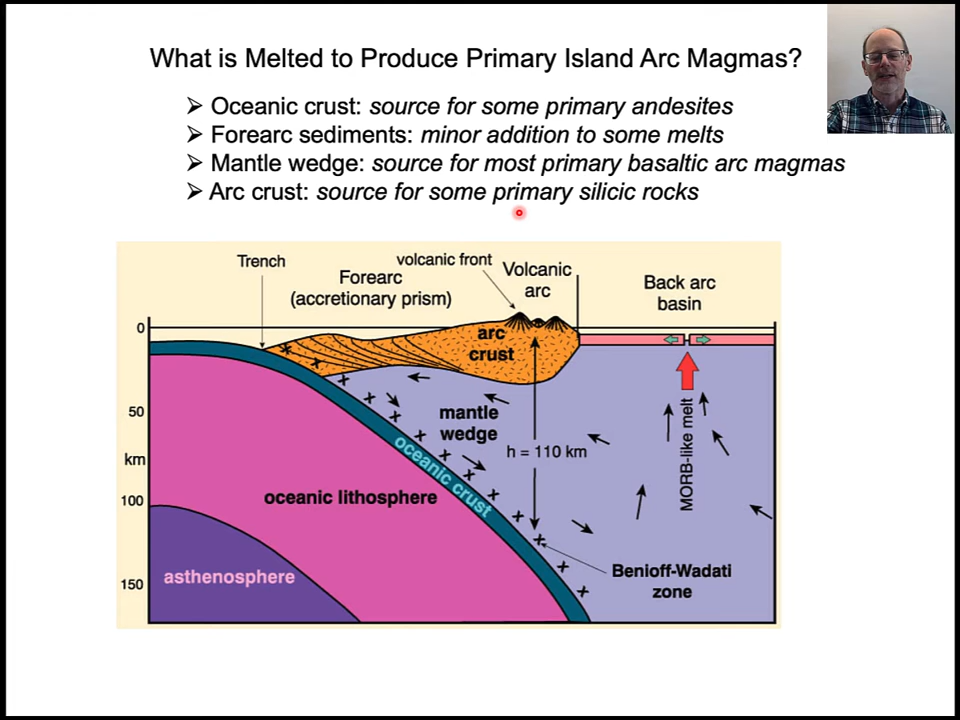 What is Melted to Produce Primary Island Arc Magmas?
➢ Oceanic crust: source for some primary andesites
➢ Forearc sediments: minor addition to some melts
➢ Mantle wedge: source for most primary basaltic arc magmas
➢ Arc crust: source for some primary silicic rocks
Trench
Forearc
(accretionary prism)
volcanic front
Volcanic
arc
Back arc
basin
0
50
km
100
150
arc
crust
mantle
wedge
h = 110 km
MORB-like melt
oceanic crust
oceanic lithosphere
asthenosphere
Benioff-Wadati
zone